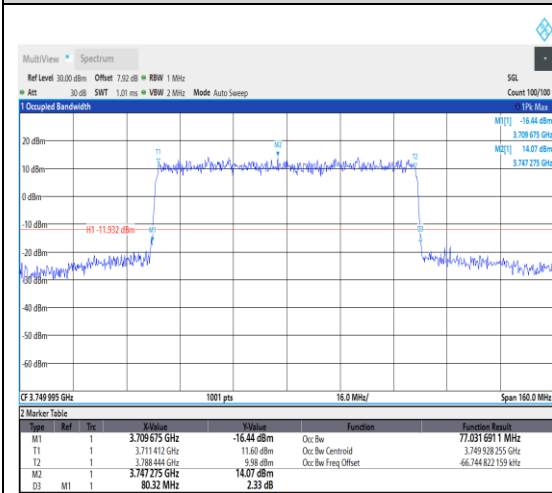 MultiView Spectrum
Ref Level 30.00 dBm Offset 7.92 dB RBW 1 MHz SGL
Att 30 dB SWT 1.01 ms VBW 2 MHz Mode Auto Sweep Count 100/100
1 Occupied Bandwidth 1Pk Max
M1[1] -16.44 dBm
3.709 675 GHz
M2[1] 14.07 dBm
3.747 275 GHz
20 dBm
T1 M2 T2
10 dBm
0 dBm
-10 dBm
H1 -11.932 dBm M1 D3
-20 dBm
-30 dBm
-40 dBm
-50 dBm
-60 dBm
CF 3.749 995 GHz 1001 pts 16.0 MHz/ Span 160.0 MHz
2 Marker Table
Type Ref Trc X-Value Y-Value Function Function Result
M1 1 3.709 675 GHz -16.44 dBm Occ Bw 77.031 691 1 MHz
T1 1 3.711 412 GHz 11.60 dBm Occ Bw Centroid 3.749 928 255 GHz
T2 1 3.788 444 GHz 9.98 dBm Occ Bw Freq Offset -66.744 822 159 kHz
M2 1 3.747 275 GHz 14.07 dBm
D3 M1 1 80.32 MHz 2.33 dB